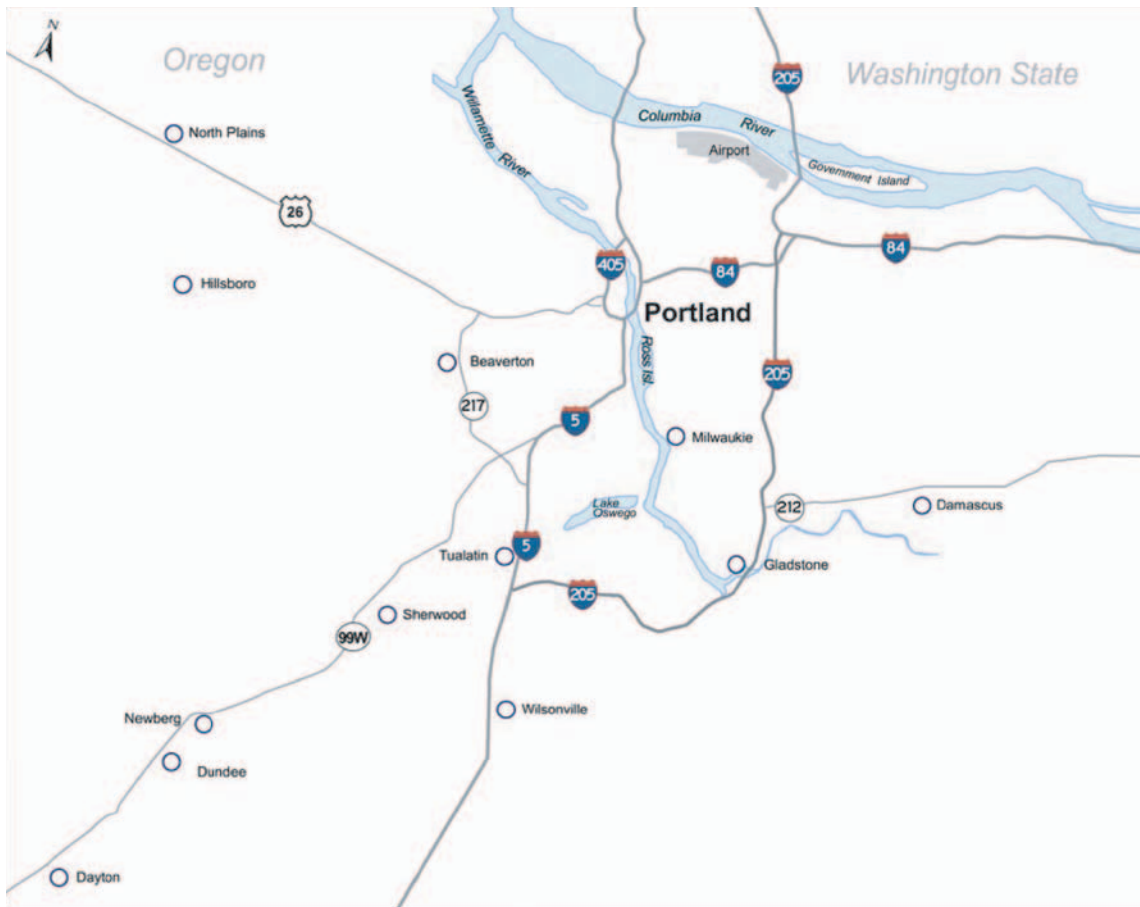 N
Oregon
205
Washington State
Willamette
River
Columbia
River
North Plains
Airport
Government Island
26
405
84
84
Hillsboro
Portland
Ross Isl.
Beaverton
205
217
5
Milwaukie
Lake
Oswego
212
Damascus
5
Tualatin
Gladstone
205
Sherwood
99W
Newberg
Wilsonville
Dundee
Dayton